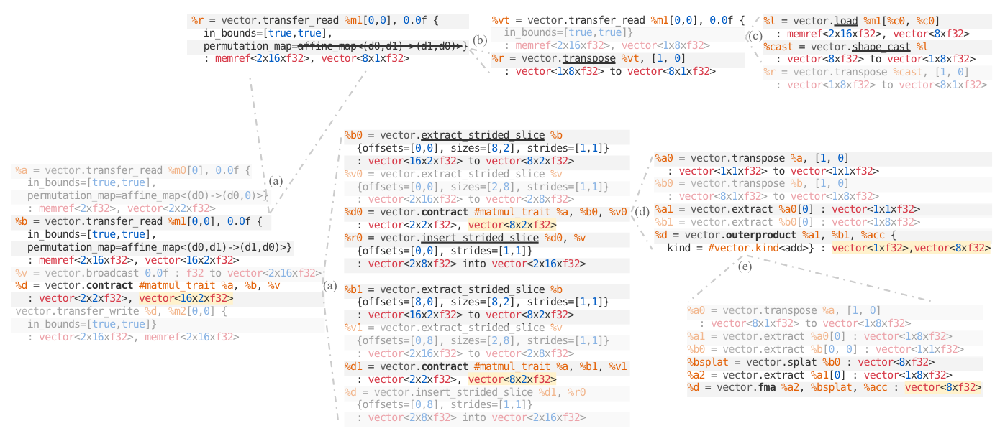 %r = vector.transfer_read %m1[0,0], 0.0f {
in_bounds=[true,true],
permutation_map=affine_map<(d0,d1)->(d1,d0)>}
: memref<2x16xf32>, vector<8x1xf32>
(b)
%vt = vector.transfer_read %m1[0,0], 0.0f {
in_bounds=[true,true]}
: memref<2x16xf32>, vector<1x8xf32>
%r = vector.transpose %vt, [1, 0]
: vector<1x8xf32> to vector<8x1xf32>
(c)
%l = vector.load %m1[%c0, %c0]
: memref<2x16xf32>, vector<8xf32>
%cast = vector.shape_cast %l
: vector<8xf32> to vector<1x8xf32>
%r = vector.transpose %cast, [1, 0]
: vector<1x8xf32> to vector<8x1xf32>
%a = vector.transfer_read %m0[0], 0.0f {
in_bounds=[true,true],
permutation_map=affine_map<(d0)->(d0,0)>}
: memref<2xf32>, vector<2x2xf32>
%b = vector.transfer_read %m1[0,0], 0.0f {
in_bounds=[true,true],
permutation_map=affine_map<(d0,d1)->(d1,d0)>}
: memref<2x16xf32>, vector<16x2xf32>
%v = vector.broadcast 0.0f : f32 to vector<2x16xf32>
%d = vector.contract #matmul_trait %a, %b, %v
: vector<2x2xf32>, vector<16x2xf32>
vector.transfer_write %d, %m2[0,0] {
in_bounds=[true,true]}
: vector<2x16xf32>, memref<2x16xf32>
(a)
(a)
%b0 = vector.extract_strided_slice %b
{offsets=[0,0], sizes=[8,2], strides=[1,1]}
: vector<16x2xf32> to vector<8x2xf32>
%v0 = vector.extract_strided_slice %v
{offsets=[0,0], sizes=[2,8], strides=[1,1]}
: vector<2x16xf32> to vector<2x8xf32>
%d0 = vector.contract #matmul_trait %a, %b0, %v0
: vector<2x2xf32>, vector<8x2xf32>
%r0 = vector.insert_strided_slice %d0, %v
{offsets=[0,0], strides=[1,1]}
: vector<2x8xf32> into vector<2x16xf32>
%b1 = vector.extract_strided_slice %b
{offsets=[8,0], sizes=[8,2], strides=[1,1]}
: vector<16x2xf32> to vector<8x2xf32>
%v1 = vector.extract_strided_slice %v
{offsets=[0,8], sizes=[2,8], strides=[1,1]}
: vector<2x16xf32> to vector<2x8xf32>
%d1 = vector.contract #matmul_trait %a, %b1, %v1
: vector<2x2xf32>, vector<8x2xf32>
%d = vector.insert_strided_slice %d1, %r0
{offsets=[0,8], strides=[1,1]}
: vector<2x8xf32> into vector<2x16xf32>
(d)
%a0 = vector.transpose %a, [1, 0]
: vector<1x1xf32> to vector<1x1xf32>
%b0 = vector.transpose %b, [1, 0]
: vector<8x1xf32> to vector<1x8xf32>
%a1 = vector.extract %a0[0] : vector<1x1xf32>
%b1 = vector.extract %b0[0] : vector<1x8xf32>
%d = vector.outerproduct %a1, %b1, %acc {
kind = #vector.kind<add>} : vector<1xf32>,vector<8xf32>
(e)
%a0 = vector.transpose %a, [1, 0]
: vector<8x1xf32> to vector<1x8xf32>
%a1 = vector.extract %a0[0] : vector<1x8xf32>
%b0 = vector.extract %b[0, 0] : vector<1x1xf32>
%bsplat = vector.splat %b0 : vector<8xf32>
%a2 = vector.extract %a1[0] : vector<1x8xf32>
%d = vector.fma %a2, %bsplat, %acc : vector<8xf32>